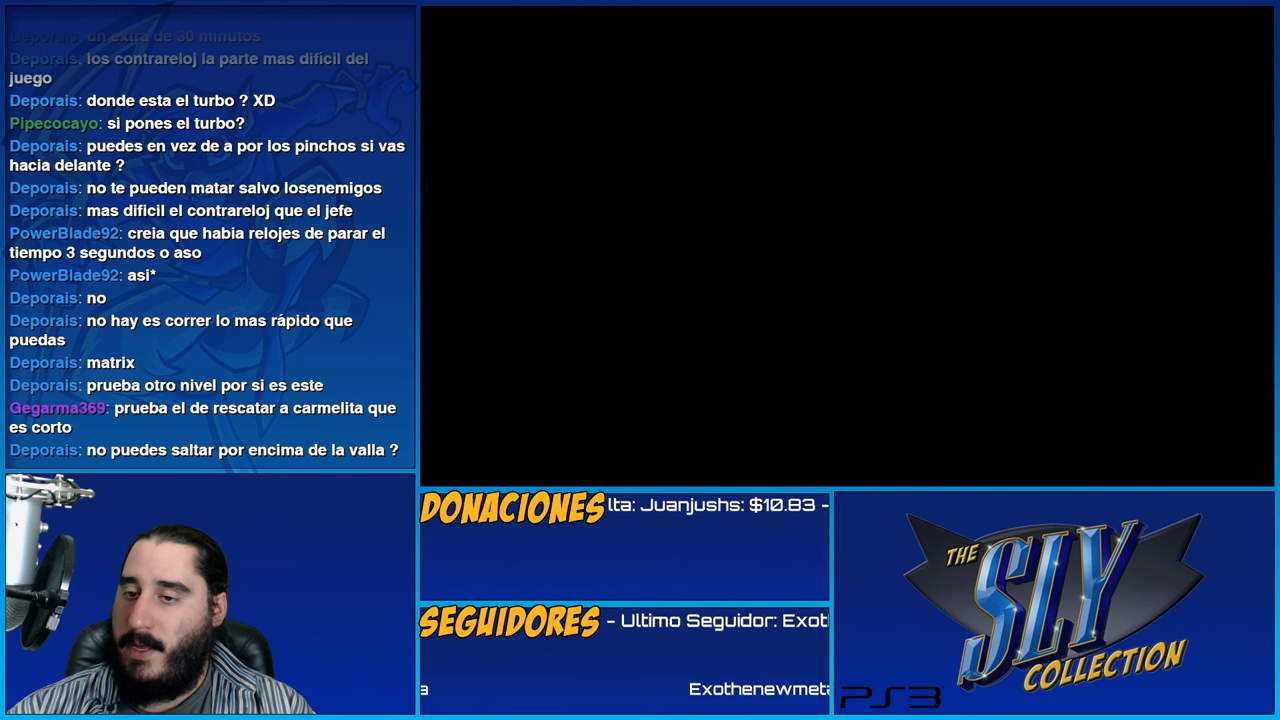 Deporais: un extra de 30 minutos
Deporais: los contrareloj la parte mas dificil del
juego
Deporais: donde esta el turbo ? XD
Pipecocayo: si pones el turbo?
Deporais: puedes en vez de a por los pinchos si vas
hacia delante ?
Deporais: no te pueden matar salvo losenemigos
Deporais: mas dificil el contrareloj que el jefe
PowerBlade92: creia que habia relojes de parar el
tiempo 3 segundos o aso
PowerBlade92: asi*
Deporais: no
Deporais: no hay es correr lo mas rápido que
puedas
Deporais: matrix
Deporais: prueba otro nivel por si es este
Gegarma369: prueba el de rescatar a carmelita que
es corto
Deporais: no puedes saltar por encima de la valla ?
DONACIONES lta: Juanjushs: $10.83 -
SEGUIDORES - Ultimo Seguidor: Exot
a Exothenewmeta
THE
SLY
COLLECTION
PS3